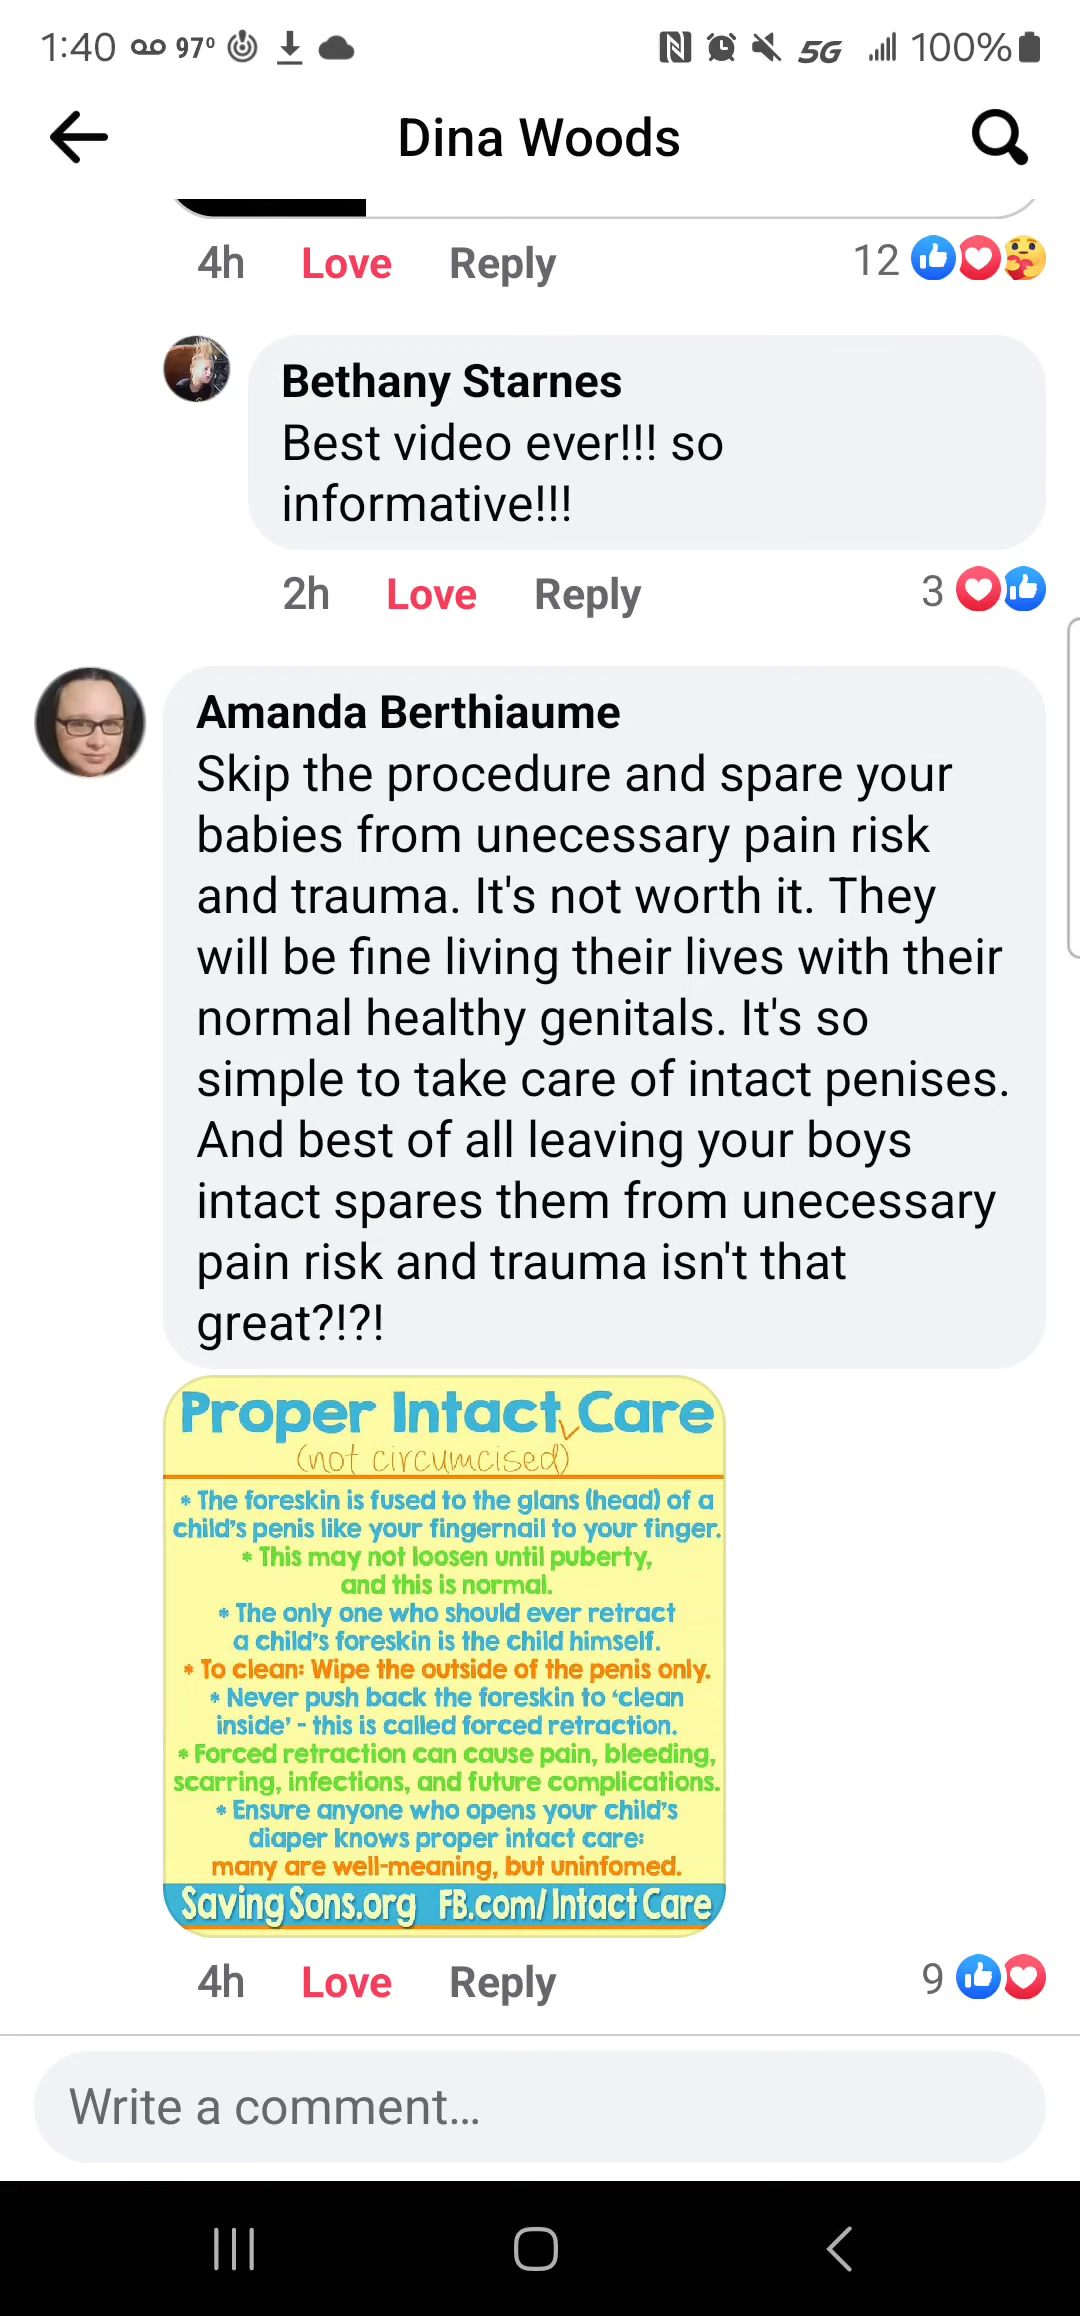 1:40 97° 5G 100%
Dina Woods
4h Love Reply 12
Bethany Starnes
Best video ever!!! so
informative!!!
2h Love Reply 3
Amanda Berthiaume
Skip the procedure and spare your
babies from unecessary pain risk
and trauma. It's not worth it. They
will be fine living their lives with their
normal healthy genitals. It's so
simple to take care of intact penises.
And best of all leaving your boys
intact spares them from unecessary
pain risk and trauma isn't that
great?!?!
Proper Intact Care
(not circumcised)
* The foreskin is fused to the glans (head) of a
child's penis like your fingernail to your finger.
* This may not loosen until puberty,
and this is normal.
* The only one who should ever retract
a child's foreskin is the child himself.
* To clean: Wipe the outside of the penis only.
* Never push back the foreskin to 'clean
inside' - this is called forced retraction.
* Forced retraction can cause pain, bleeding,
scarring, infections, and future complications.
* Ensure anyone who opens your child's
diaper knows proper intact care:
many are well-meaning, but uninfomed.
SavingSons.org FB.com/IntactCare
4h Love Reply 9
Write a comment...